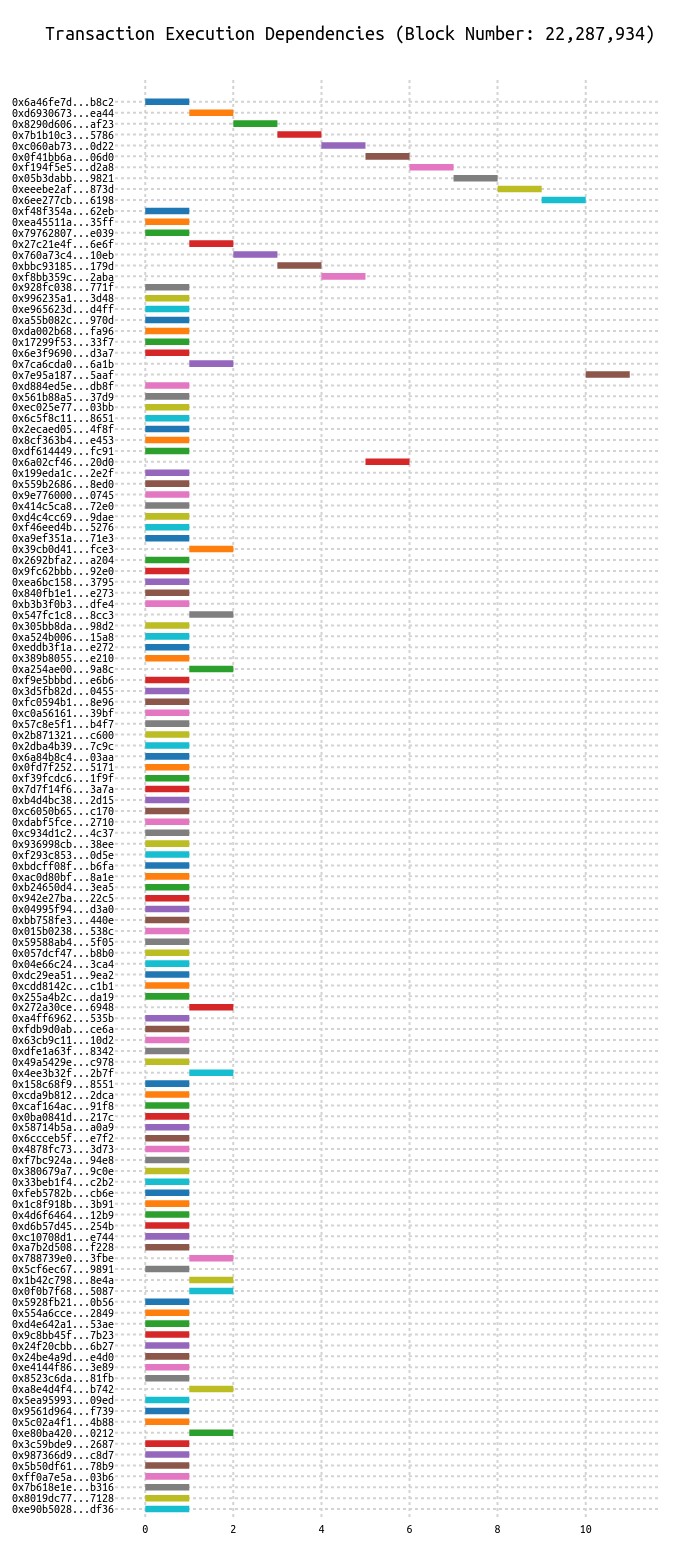 Transaction Execution Dependencies (Block Number: 22,287,934)
0x6a46fe7d...b8c2
0xd6930673...ea44
0x8290d606...af23
0x7b1b10c3...5786
0xc060ab73...0d22
0x0f41bb6a...06d0
0xf194f5e5...d2a8
0x05b3dabb...9821
0xeeebe2af...873d
0x6ee277cb...6198
0xf48f354a...62eb
0xea45511a...35ff
0x79762807...e039
0x27c21e4f...6e6f
0x760a73c4...10eb
0xbbc93185...179d
0xf8bb359c...2aba
0x928fc038...771f
0x996235a1...3d48
0xe965623d...d4ff
0xa55b082c...970d
0xda002b68...fa96
0x17299f53...33f7
0x6e3f9690...d3a7
0x7ca6cda0...6a1b
0x7e95a187...5aaf
0xd884ed5e...db8f
0x561b88a5...37d9
0xec025e77...03bb
0x6c5f8c11...8651
0x2ecaed05...4f8f
0x8cf363b4...e453
0xdf614449...fc91
0x6a02cf46...20d0
0x199eda1c...2e2f
0x559b2686...8ed0
0x9e776000...0745
0x414c5ca8...72e0
0xd4c4cc69...9dae
0xf46eed4b...5276
0xa9ef351a...71e3
0x39cb0d41...fce3
0x2692bfa2...a204
0x9fc62bbb...92e0
0xea6bc158...3795
0x840fb1e1...e273
0xb3b3f0b3...dfe4
0x547fc1c8...8cc3
0x305bb8da...98d2
0xa524b006...15a8
0xeddb3f1a...e272
0x389b8055...e210
0xa254ae00...9a8c
0xf9e5bbbd...e6b6
0x3d5fb82d...0455
0xfc0594b1...8e96
0xc0a56161...39bf
0x57c8e5f1...b4f7
0x2b871321...c600
0x2dba4b39...7c9c
0x6a84b8c4...03aa
0x0fd7f252...5171
0xf39fcdc6...1f9f
0x7d7f14f6...3a7a
0xb4d4bc38...2d15
0xc6050b65...c170
0xdabf5fce...2710
0xc934d1c2...4c37
0x936998cb...38ee
0xf293c853...0d5e
0xbdcff08f...b6fa
0xac0d80bf...8a1e
0xb24650d4...3ea5
0x942e27ba...22c5
0x04995f94...d3a0
0xbb758fe3...440e
0x015b0238...538c
0x59588ab4...5f05
0x057dcf47...b8b0
0x04e66c24...3ca4
0xdc29ea51...9ea2
0xcdd8142c...c1b1
0x255a4b2c...da19
0x272a30ce...6948
0xa4ff6962...535b
0xfdb9d0ab...ce6a
0x63cb9c11...10d2
0xdfe1a63f...8342
0x49a5429e...c978
0x4ee3b32f...2b7f
0x158c68f9...8551
0xcda9b812...2dca
0xcaf164ac...91f8
0x0ba0841d...217c
0x58714b5a...a0a9
0x6ccceb5f...e7f2
0x4878fc73...3d73
0xf7bc924a...94e8
0x380679a7...9c0e
0x33beb1f4...c2b2
0xfeb5782b...cb6e
0x1c8f918b...3b91
0x4d6f6464...12b9
0xd6b57d45...254b
0xc10708d1...e744
0xa7b2d508...f228
0x788739e0...3fbe
0x5cf6ec67...9891
0x1b42c798...8e4a
0x0f0b7f68...5087
0x5928fb21...0b56
0x554a6cce...2849
0xd4e642a1...53ae
0x9c8bb45f...7b23
0x24f20cbb...6b27
0x24be4a9d...e4d0
0xe4144f86...3e89
0x8523c6da...81fb
0xa8e4d4f4...b742
0x5ea95993...09ed
0x9561d964...f739
0x5c02a4f1...4b88
0xe80ba420...0212
0x3c59bde9...2687
0x987366d9...c8d7
0x5b50df61...78b9
0xff0a7e5a...03b6
0x7b618e1e...b316
0x8019dc77...7128
0xe90b5028...df36
0 2 4 6 8 10